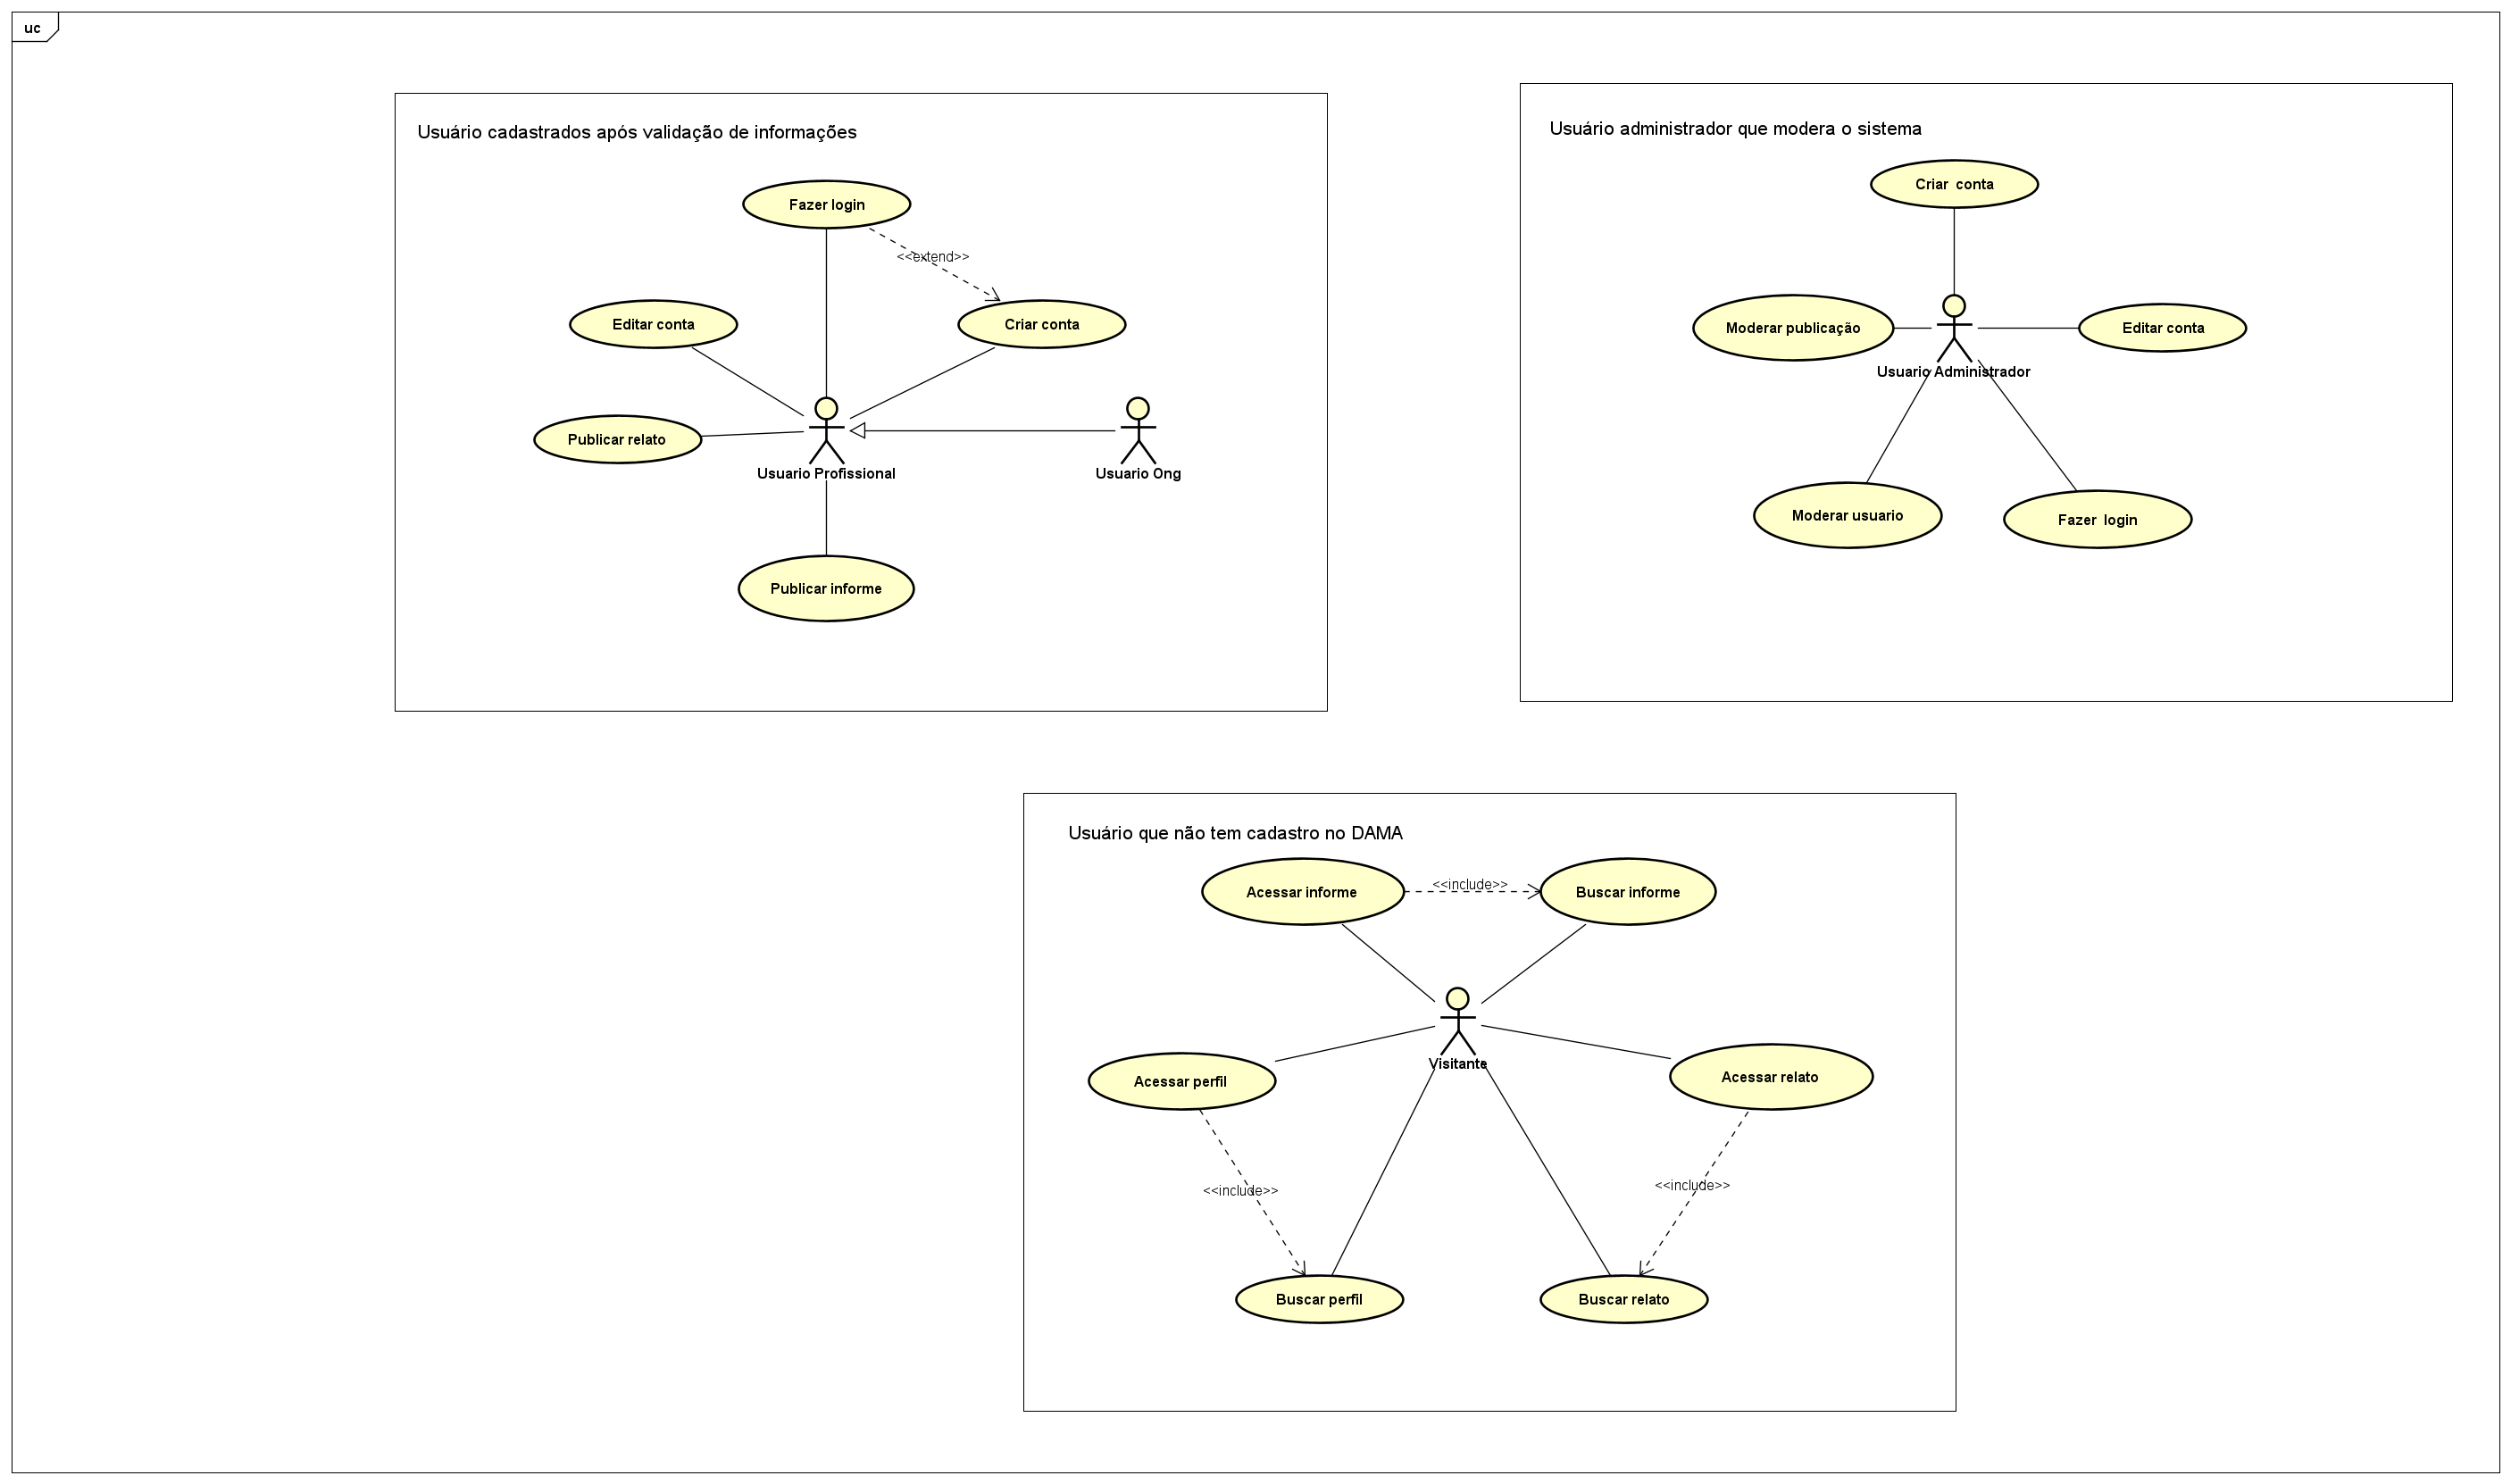 uc
Usuário cadastrados após validação de informações
Fazer login
<<extend>>
Editar conta
Criar conta
Publicar relato
Usuario Profissional
Usuario Ong
Publicar informe
Usuário administrador que modera o sistema
Criar  conta
Moderar publicação
Editar conta
Usuario Administrador
Moderar usuario
Fazer  login
Usuário que não tem cadastro no DAMA
Acessar informe
<<include>>
Buscar informe
Visitante
Acessar perfil
Acessar relato
<<include>>
<<include>>
Buscar perfil
Buscar relato